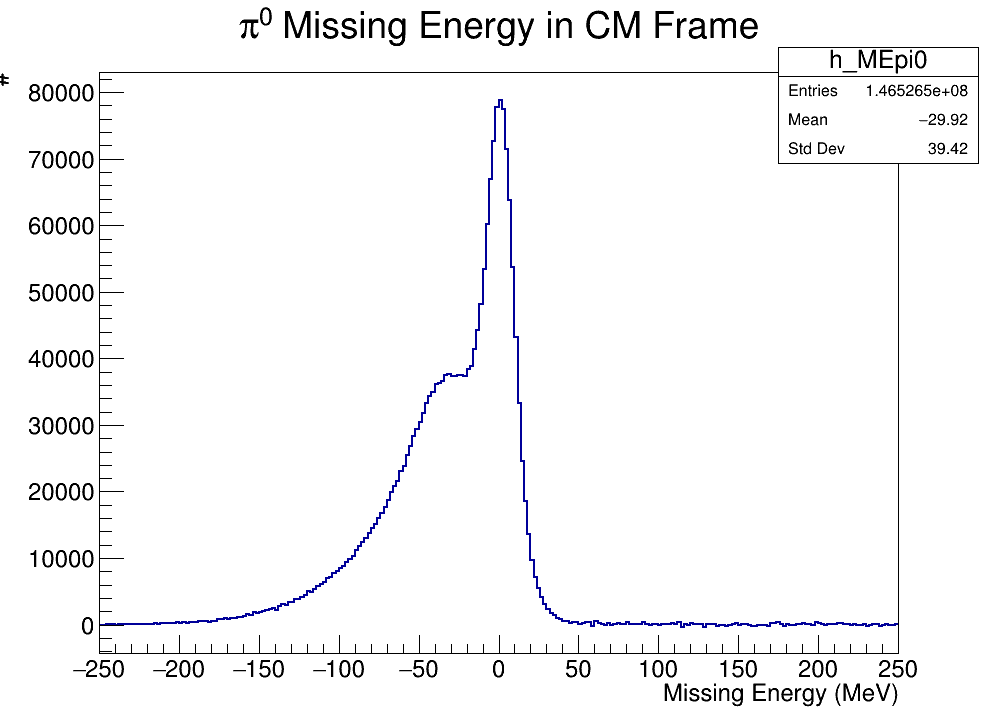 π⁰ Missing Energy in CM Frame
h_MEpi0
Entries 1.465265e+08
Mean −29.92
Std Dev 39.42
#
80000
70000
60000
50000
40000
30000
20000
10000
0
−250 −200 −150 −100 −50 0 50 100 150 200 250
Missing Energy (MeV)